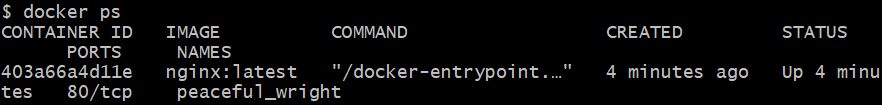 $ docker ps
CONTAINER ID   IMAGE          COMMAND                  CREATED         STATUS
      PORTS     NAMES
403a66a4d11e   nginx:latest   "/docker-entrypoint.…"   4 minutes ago   Up 4 minu
tes   80/tcp    peaceful_wright